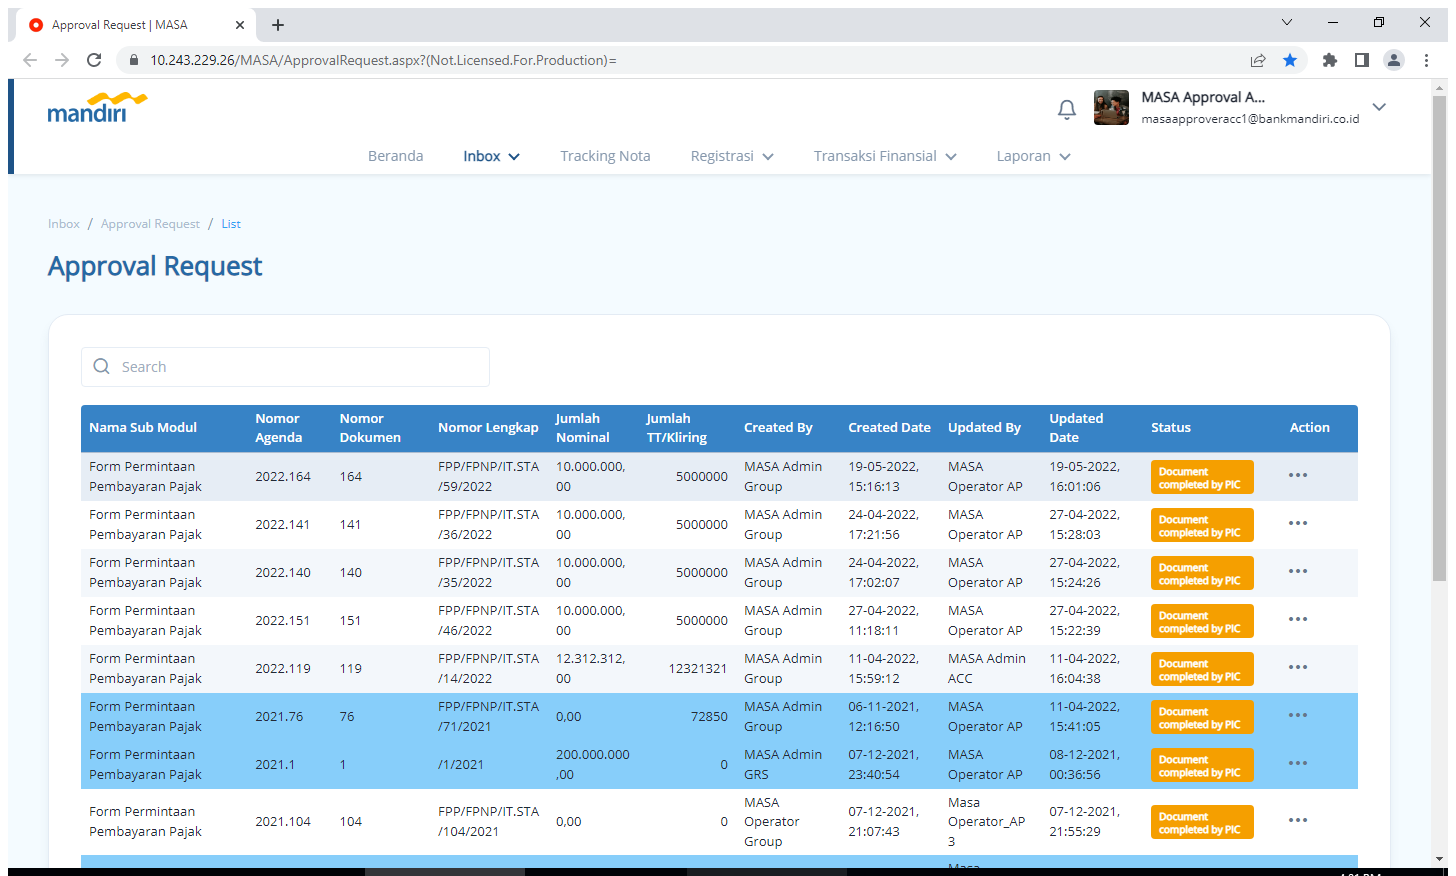 Approval Request | MASA
10.243.229.26/MASA/ApprovalRequest.aspx?(Not.Licensed.For.Production)=
mandiri
MASA Approval A...
masaapproveracc1@bankmandiri.co.id
Beranda Inbox Tracking Nota Registrasi Transaksi Finansial Laporan
Inbox / Approval Request / List
Approval Request
Search
Nama Sub Modul Nomor Agenda Nomor Dokumen Nomor Lengkap Jumlah Nominal Jumlah TT/Kliring Created By Created Date Updated By Updated Date Status Action
Form Permintaan Pembayaran Pajak 2022.164 164 FPP/FPNP/IT.STA/59/2022 10.000.000,00 5000000 MASA Admin Group 19-05-2022, 15:16:13 MASA Operator AP 19-05-2022, 16:01:06 Document completed by PIC
Form Permintaan Pembayaran Pajak 2022.141 141 FPP/FPNP/IT.STA/36/2022 10.000.000,00 5000000 MASA Admin Group 24-04-2022, 17:21:56 MASA Operator AP 27-04-2022, 15:28:03 Document completed by PIC
Form Permintaan Pembayaran Pajak 2022.140 140 FPP/FPNP/IT.STA/35/2022 10.000.000,00 5000000 MASA Admin Group 24-04-2022, 17:02:07 MASA Operator AP 27-04-2022, 15:24:26 Document completed by PIC
Form Permintaan Pembayaran Pajak 2022.151 151 FPP/FPNP/IT.STA/46/2022 10.000.000,00 5000000 MASA Admin Group 27-04-2022, 11:18:11 MASA Operator AP 27-04-2022, 15:22:39 Document completed by PIC
Form Permintaan Pembayaran Pajak 2022.119 119 FPP/FPNP/IT.STA/14/2022 12.312.312,00 12321321 MASA Admin Group 11-04-2022, 15:59:12 MASA Admin ACC 11-04-2022, 16:04:38 Document completed by PIC
Form Permintaan Pembayaran Pajak 2021.76 76 FPP/FPNP/IT.STA/71/2021 0,00 72850 MASA Admin Group 06-11-2021, 12:16:50 MASA Operator AP 11-04-2022, 15:41:05 Document completed by PIC
Form Permintaan Pembayaran Pajak 2021.1 1 /1/2021 200.000.000,00 0 MASA Admin GRS 07-12-2021, 23:40:54 MASA Operator AP 08-12-2021, 00:36:56 Document completed by PIC
Form Permintaan Pembayaran Pajak 2021.104 104 FPP/FPNP/IT.STA/104/2021 0,00 0 MASA Operator Group 07-12-2021, 21:07:43 Masa Operator_AP3 07-12-2021, 21:55:29 Document completed by PIC